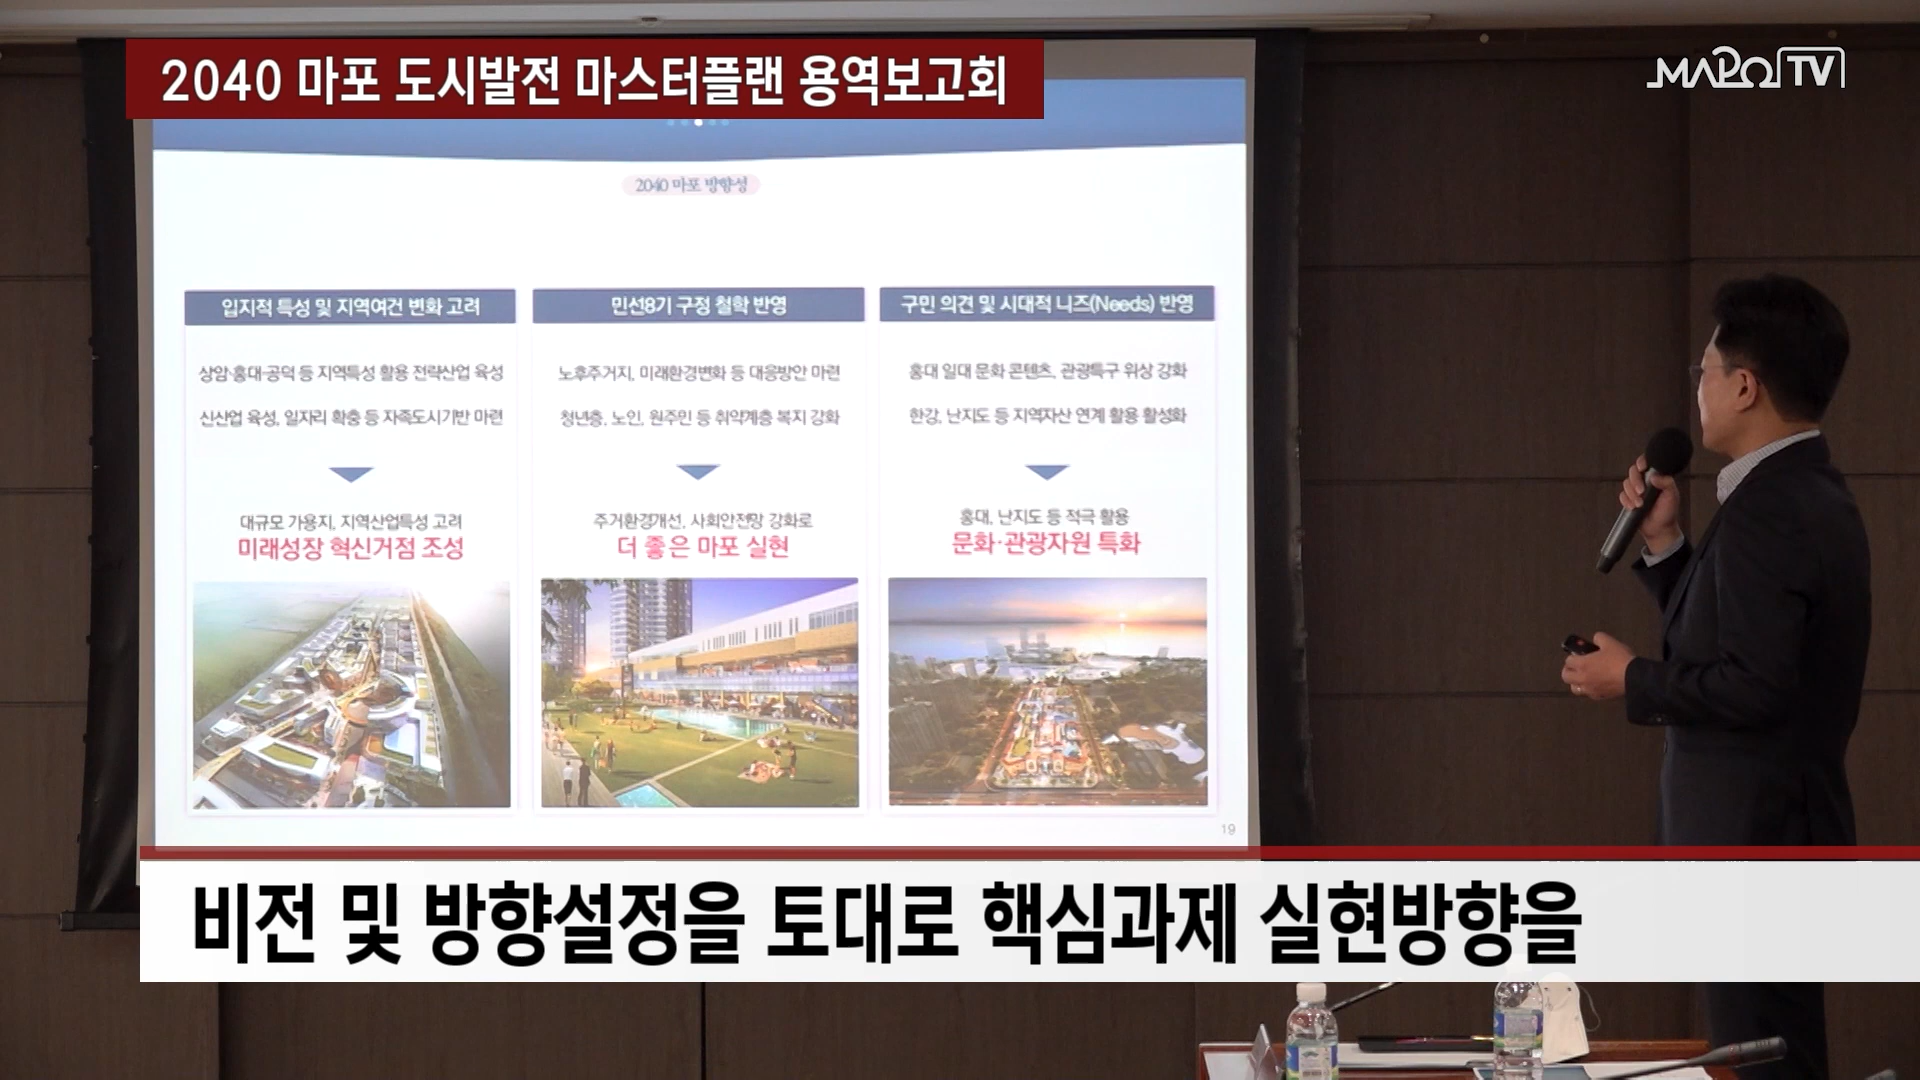 2040 마포 도시발전 마스터플랜 용역보고회
MAPO TV
2040 마포 방향성
입지적 특성 및 지역여건 변화 고려
상암·홍대·공덕 등 지역특성 활용 전략산업 육성
신산업 육성, 일자리 확충 등 자족도시기반 마련
대규모 가용지, 지역산업특성 고려
미래성장 혁신거점 조성
민선8기 구정 철학 반영
노후주거지, 미래환경변화 등 대응방안 마련
청년층, 노인, 원주민 등 취약계층 복지 강화
주거환경개선, 사회안전망 강화로
더 좋은 마포 실현
구민 의견 및 시대적 니즈(Needs) 반영
홍대 일대 문화 콘텐츠, 관광특구 위상 강화
한강, 난지도 등 지역자산 연계 활용 활성화
홍대, 난지도 등 적극 활용
문화·관광자원 특화
19
비전 및 방향설정을 토대로 핵심과제 실현방향을